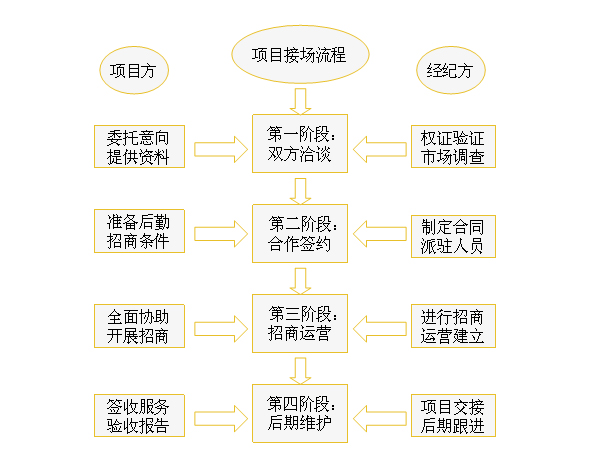 项目接场流程
项目方
经纪方
委托意向
提供资料
第一阶段：
双方洽谈
权证验证
市场调查
准备后勤
招商条件
第二阶段：
合作签约
制定合同
派驻人员
全面协助
开展招商
第三阶段：
招商运营
进行招商
运营建立
签收服务
验收报告
第四阶段：
后期维护
项目交接
后期跟进